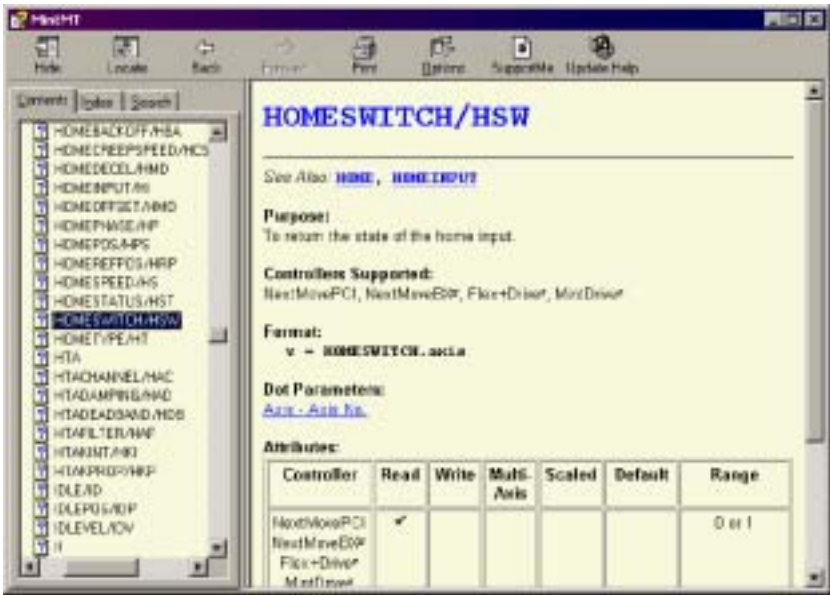 MintMT
Hide Locate Back Forward Print Options SupportMe Update Help
Contents Index Search
HOMEBACKOFF/HBA
HOMECREEPSPEED/HCS
HOMEDECEL/HMD
HOMEINPUT/HI
HOMEOFFSET/HMO
HOMEPHASE/HP
HOMEPOS/HPS
HOMEREFPOS/HRP
HOMESPEED/HS
HOMESTATUS/HST
HOMESWITCH/HSW
HOMETYPE/HT
HTA
HTACHANNEL/HAC
HTADAMPING/HAD
HTADEADBAND/HDB
HTAFILTER/HAF
HTAKINT/HKI
HTAKPROP/HKP
IDLE/ID
IDLEPOS/IDP
IDLEVEL/IDV
HOMESWITCH/HSW
See Also: HOME, HOMEINPUT
Purpose:
To return the state of the home input.
Controllers Supported:
NextMovePCI, NextMoveBX, Flex+Drive, MintDrive
Format:
v = HOMESWITCH.axis
Dot Parameters:
Axis - Axis No.
Attributes:
Controller Read Write Multi-Axis Scaled Default Range
NextMovePCI ✔ 0 or 1
NextMoveBX
Flex+Drive
MintDrive